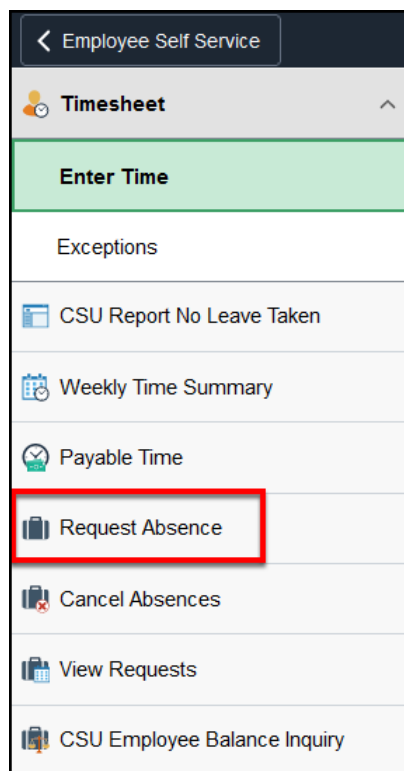 Employee Self Service
Timesheet
Enter Time
Exceptions
CSU Report No Leave Taken
Weekly Time Summary
Payable Time
Request Absence
Cancel Absences
View Requests
CSU Employee Balance Inquiry